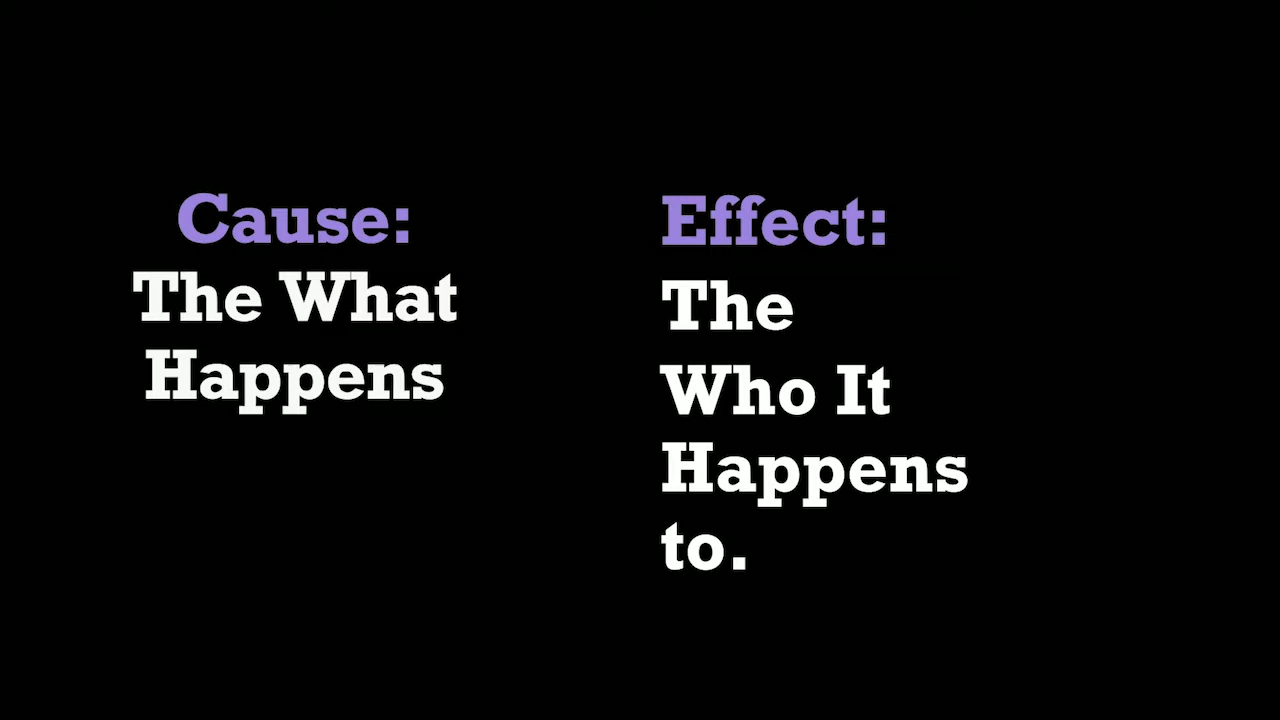 Cause:
The What
Happens
Effect:
The
Who It
Happens
to.